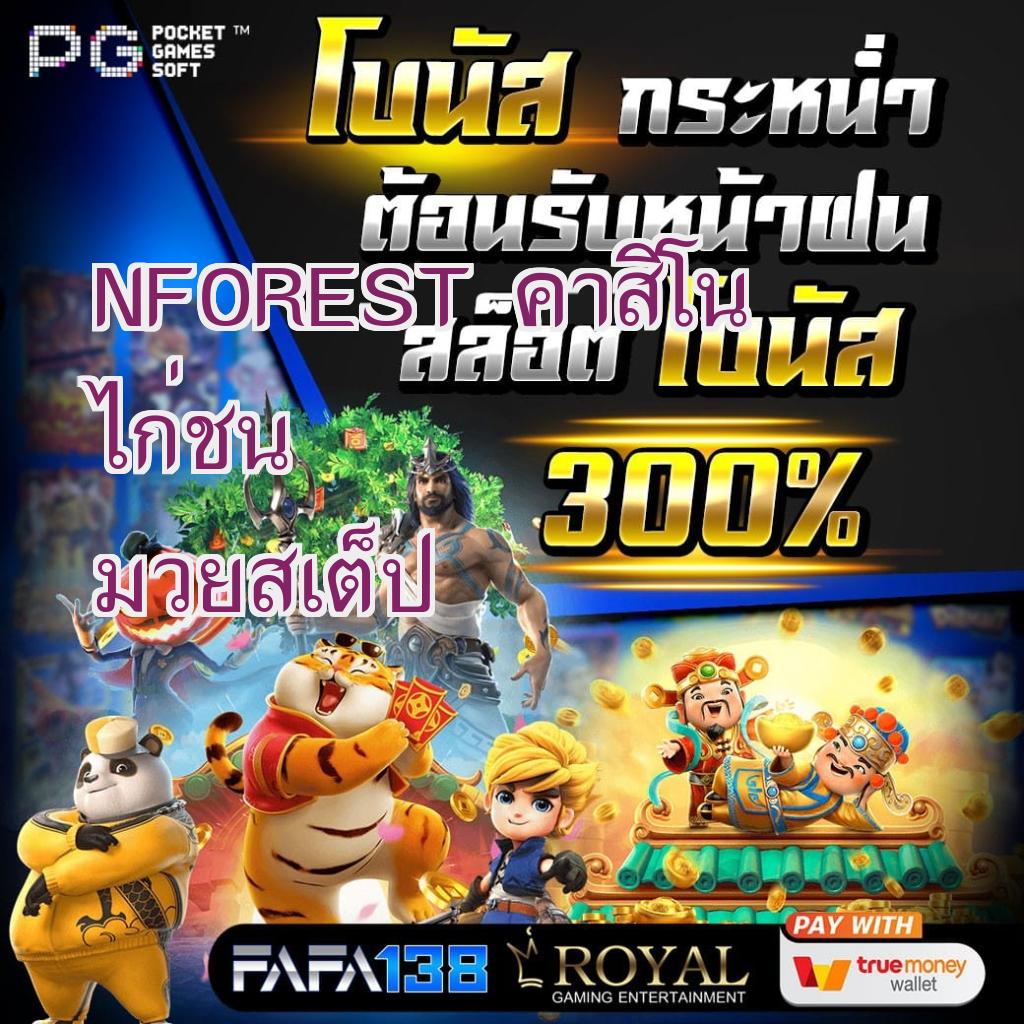 PG POCKET GAMES SOFT™
โบนัส กระหน่ำ
ต้อนรับหน้าฝน
NFOREST คาสิโน
สล็อต โบนัส
ไก่ชน
300%
มวยสเต็ป
FAFA138
ROYAL
GAMING ENTERTAINMENT
PAY WITH
truemoney
wallet